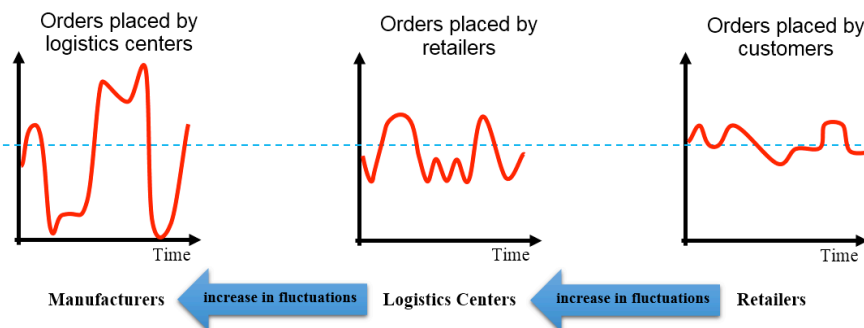 Orders placed by
logistics centers
Orders placed by
retailers
Orders placed by
customers
Time
Time
Time
Manufacturers
increase in fluctuations
Logistics Centers
increase in fluctuations
Retailers